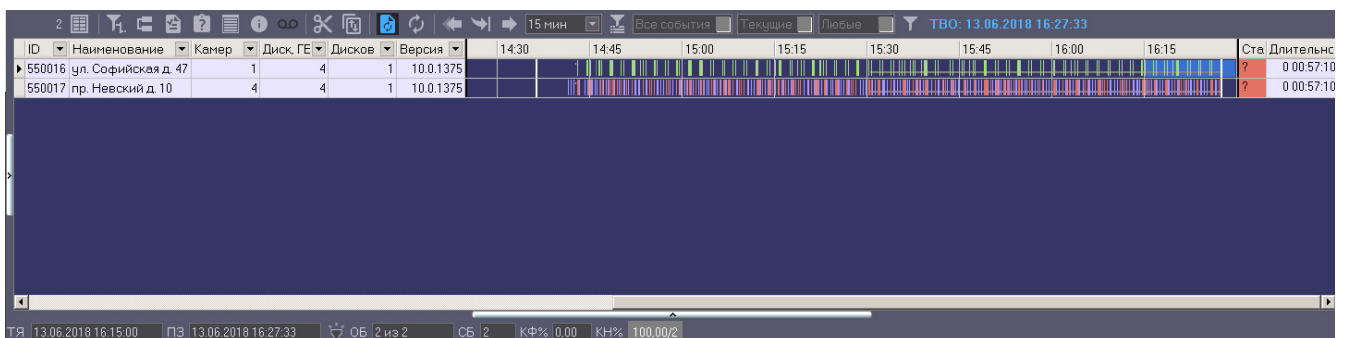 2 15 мин Все события Текущие Любые ТВО: 13.06.2018 16:27:33
ID Наименование Камер Диск, ГЕ Дисков Версия 14:30 14:45 15:00 15:15 15:30 15:45 16:00 16:15 Ста Длительнс
550016 ул. Софийская д. 47 1 4 1 10.0.1375 ? 0 00:57:10
550017 пр. Невский д. 10 4 4 1 10.0.1375 ? 0 00:57:10
ТЯ 13.06.2018 16:15:00 ПЗ 13.06.2018 16:27:33 ОБ 2 из 2 СБ 2 КФ% 0,00 КН% 100,00/2